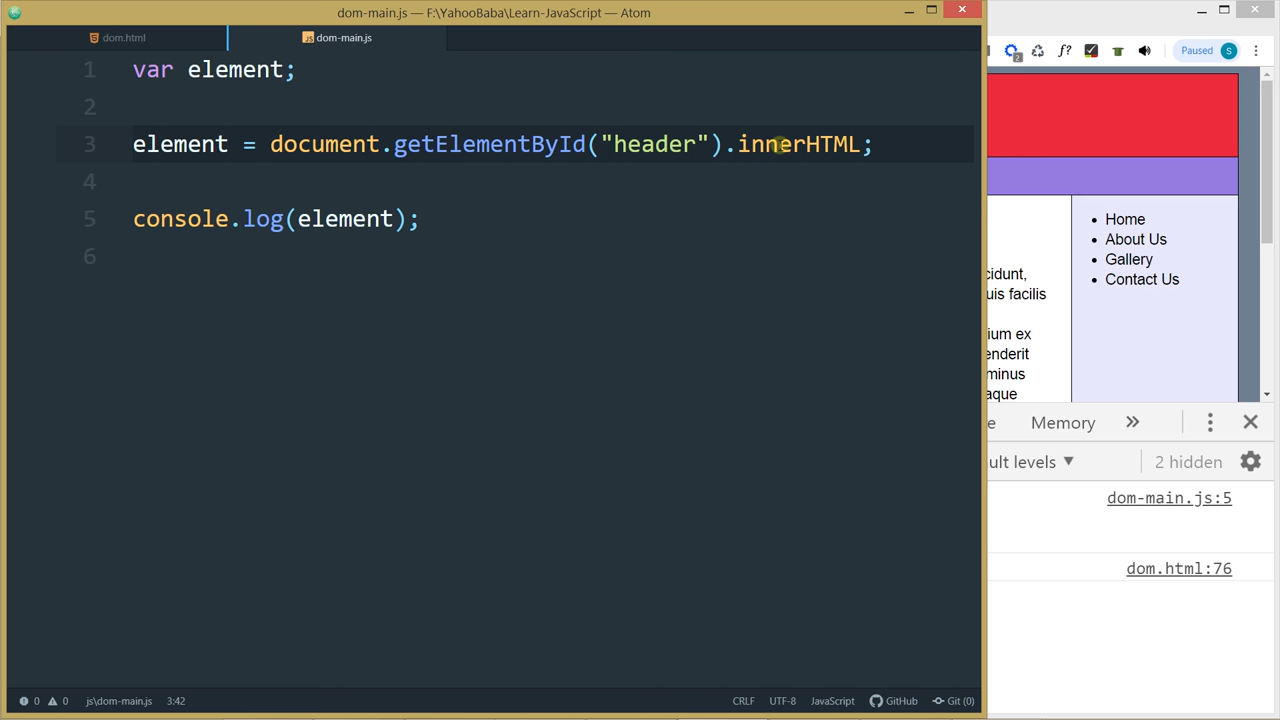 dom-main.js — F:\YahooBaba\Learn-JavaScript — Atom
dom.html
dom-main.js
1 var element;
2
3 element = document.getElementById("header").innerHTML;
4
5 console.log(element);
6
0 0 js\dom-main.js 3:42
CRLF UTF-8 JavaScript GitHub Git (0)
2 f? Paused S
Home
About Us
Gallery
Contact Us
cidunt,
uis facilis
ium ex
enderit
minus
aque
e Memory
ult levels ▼ 2 hidden
dom-main.js:5
dom.html:76